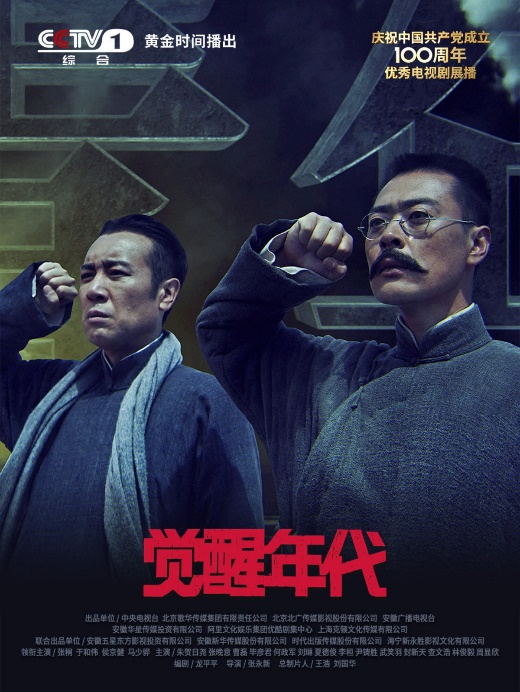 CCTV 1 黄金时间播出
综合
庆祝中国共产党成立
100周年
优秀电视剧展播
觉醒年代
出品单位/中央电视台 北京歌华传媒集团有限责任公司 北京北广传媒影视股份有限公司 安徽广播电视台
安徽华星传媒投资有限公司 阿里文化娱乐集团优酷剧集中心 上海克顿文化传媒有限公司
联合出品单位/安徽五星东方影视投资有限公司 安徽新华传媒股份有限公司 时代出版传媒股份有限公司 海宁新永胜影视文化有限公司
领衔主演/张桐 于和伟 侯京健 马少骅 主演/朱刚日尧 张晚意 曹磊 毕彦君 何政军 刘琳 夏德俊 李桓 尹铸胜 武笑羽 封新天 查文浩 林俊毅 周显欣
编剧/龙平平 导演/张永新 总制片人/王浩 刘国华